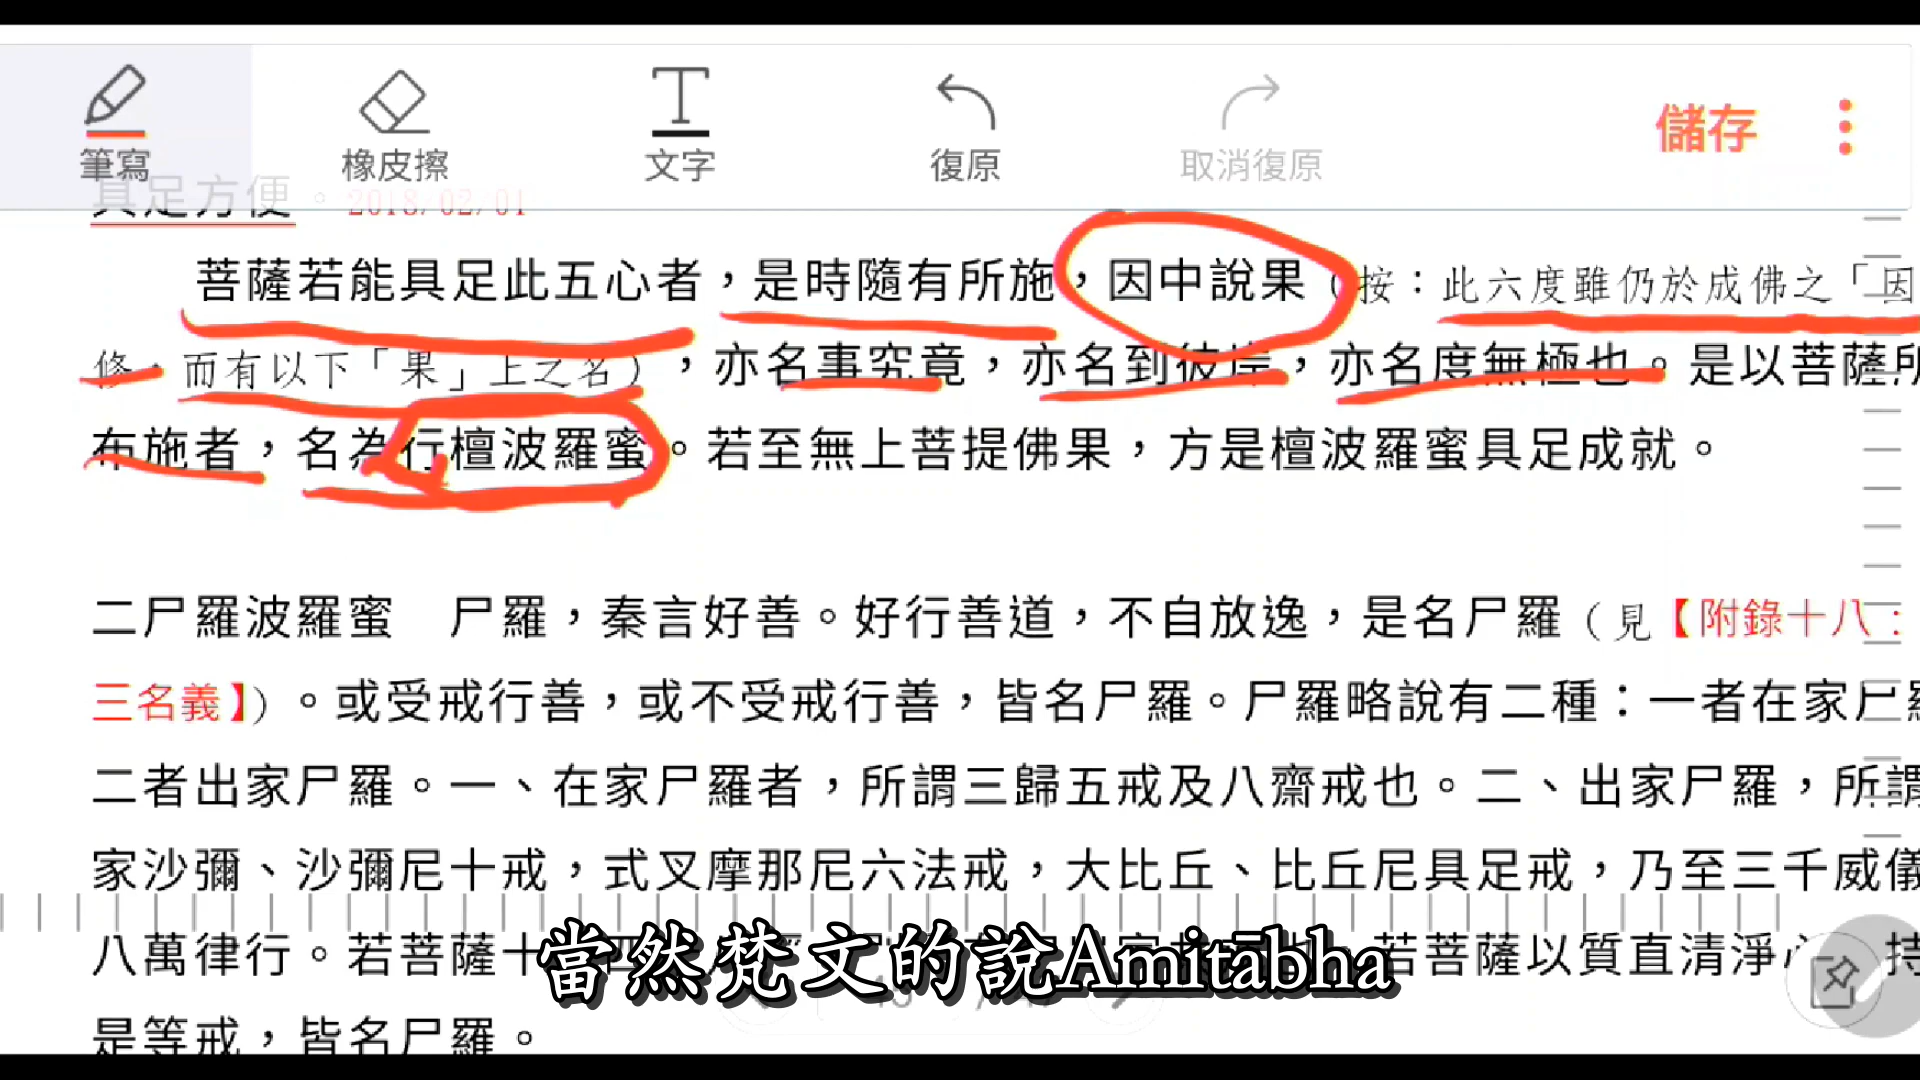 筆寫
橡皮擦
文字
復原
取消復原
儲存
具足方便。2018/02/01
菩薩若能具足此五心者，是時隨有所施，因中說果（按：此六度雖仍於成佛之「因
修，而有以下「果」上之名），亦名事究竟，亦名到彼岸，亦名度無極也。是以菩薩所
布施者，名為行檀波羅蜜。若至無上菩提佛果，方是檀波羅蜜具足成就。
二尸羅波羅蜜　尸羅，秦言好善。好行善道，不自放逸，是名尸羅（見【附錄十八：
三名義】）。或受戒行善，或不受戒行善，皆名尸羅。尸羅略說有二種：一者在家尸羅
二者出家尸羅。一、在家尸羅者，所謂三歸五戒及八齋戒也。二、出家尸羅，所謂
家沙彌、沙彌尼十戒，式叉摩那尼六法戒，大比丘、比丘尼具足戒，乃至三千威儀
八萬律行。若菩薩十 若菩薩以質直清淨心 持
是等戒，皆名尸羅。
當然梵文的說Amitābha